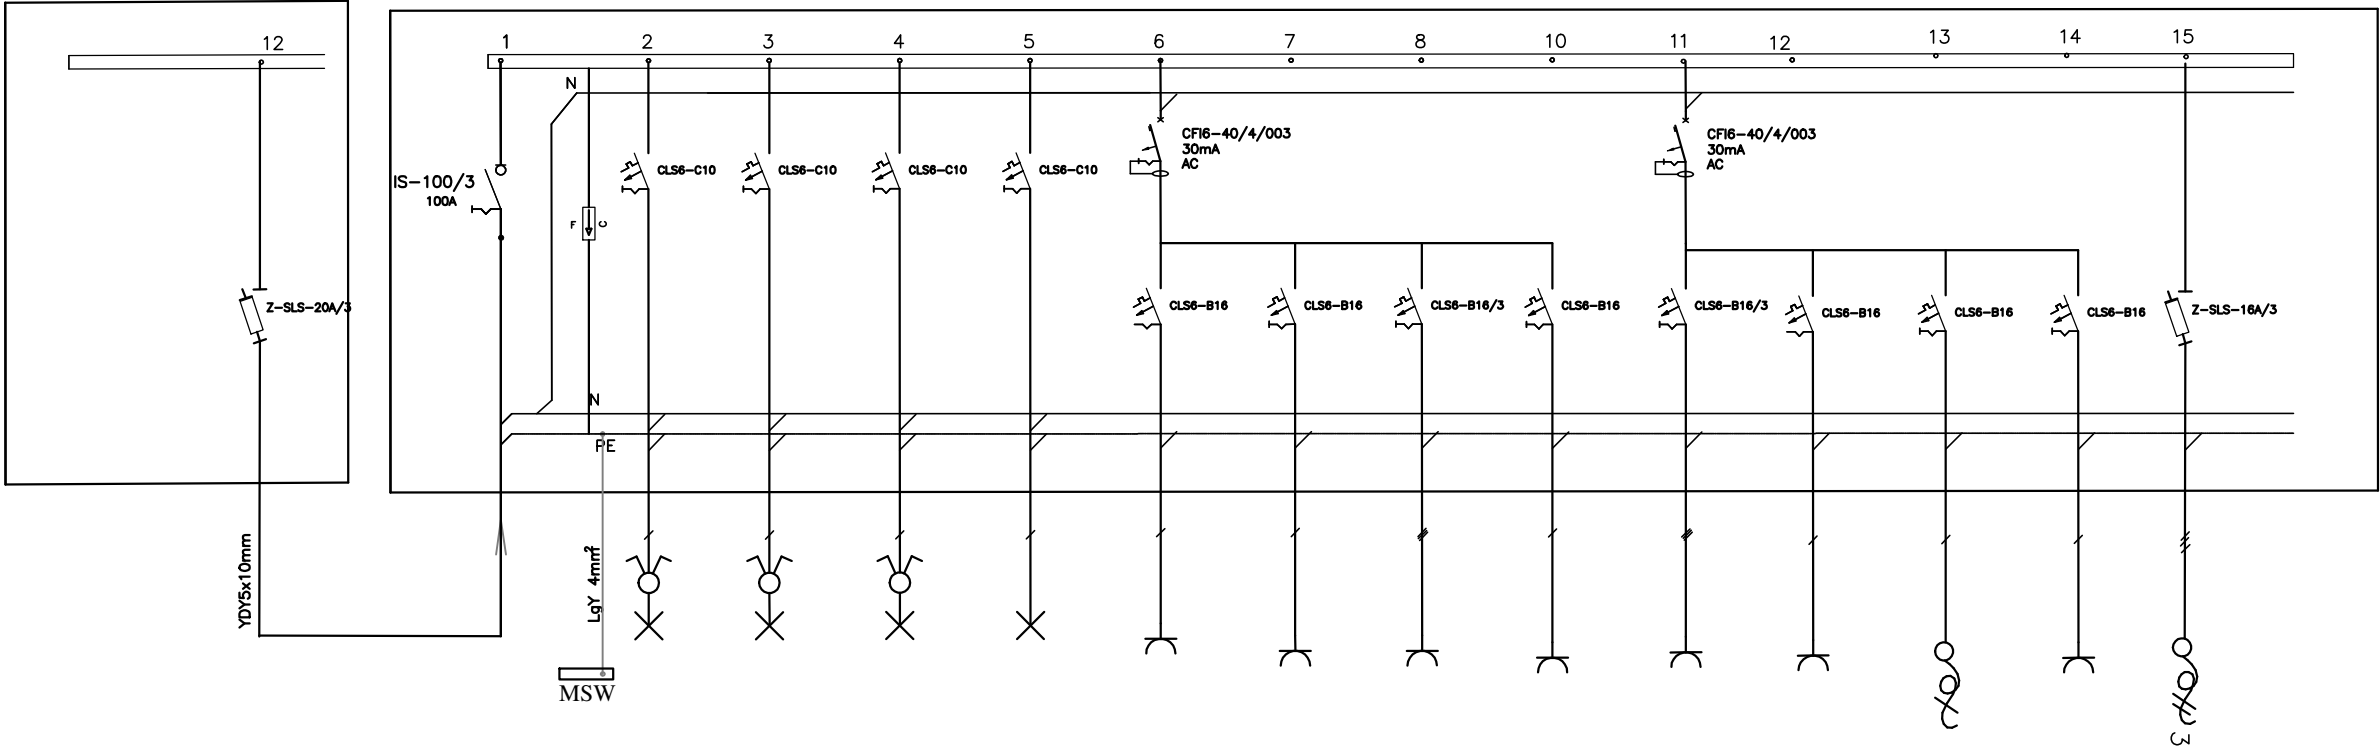 12
1 2 3 4 5 6 7 8 10 11 12 13 14 15
N
CFI6-40/4/003
30mA
AC
CFI6-40/4/003
30mA
AC
IS-100/3
100A
CLS6-C10 CLS6-C10 CLS6-C10 CLS6-C10
F C
Z-SLS-20A/3
CLS6-B16 CLS6-B16 CLS6-B16/3 CLS6-B16 CLS6-B16/3 CLS6-B16 CLS6-B16 CLS6-B16 Z-SLS-16A/3
N
PE
YDY5x10mm
LgY 4mm²
MSW
3